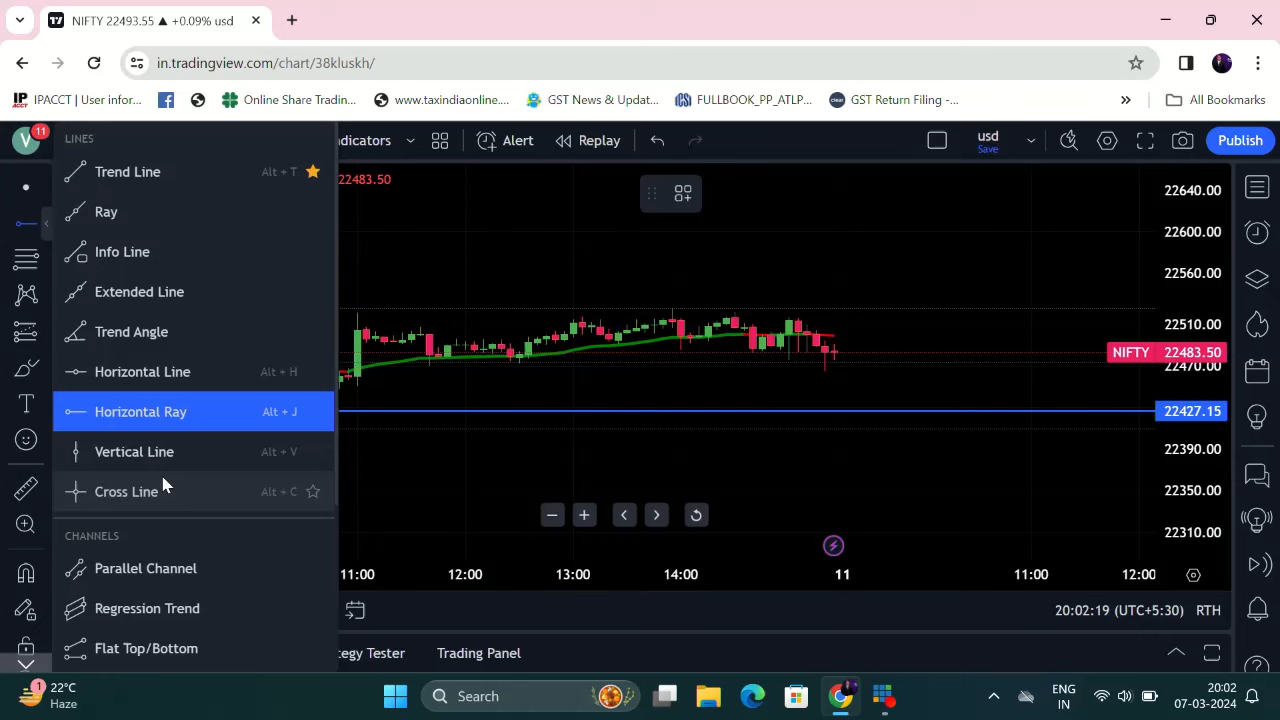 NIFTY 22493.55 ▲ +0.09% usd
in.tradingview.com/chart/38kluskh/
IPACCT | User infor...
Online Share Tradin...
www.taxindiaonline....
GST News & Updat...
FULLBOOK_PP_ATLP...
GST Return Filing -...
All Bookmarks
V
11
LINES
ndicators
Alert
Replay
usd
Save
Publish
Trend Line Alt + T
22483.50
Ray
Info Line
Extended Line
Trend Angle
Horizontal Line Alt + H
Horizontal Ray Alt + J
Vertical Line Alt + V
Cross Line Alt + C
CHANNELS
Parallel Channel
Regression Trend
Flat Top/Bottom
22640.00
22600.00
22560.00
22510.00
NIFTY 22483.50
22470.00
22427.15
22390.00
22350.00
22310.00
11:00 12:00 13:00 14:00 11 11:00 12:00
20:02:19 (UTC+5:30) RTH
tegy Tester
Trading Panel
1
22°C
Haze
Search
ENG
IN
20:02
07-03-2024